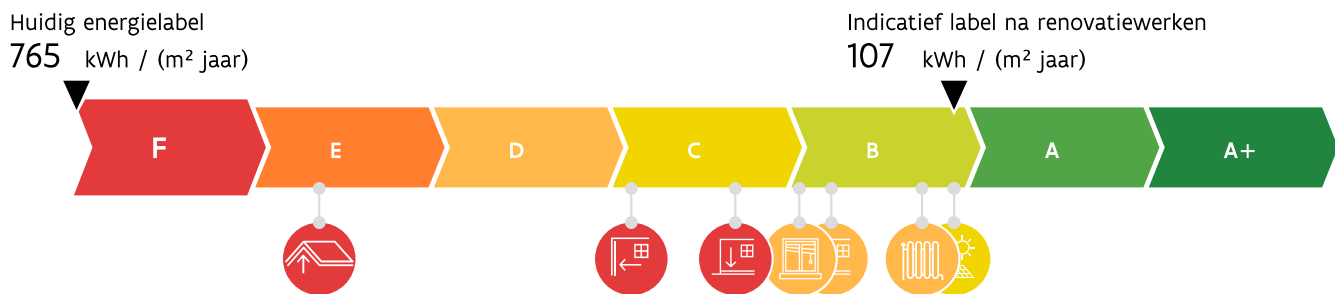 Huidig energielabel
765 kWh / (m² jaar)
Indicatief label na renovatiewerken
107 kWh / (m² jaar)
F E D C B A A+